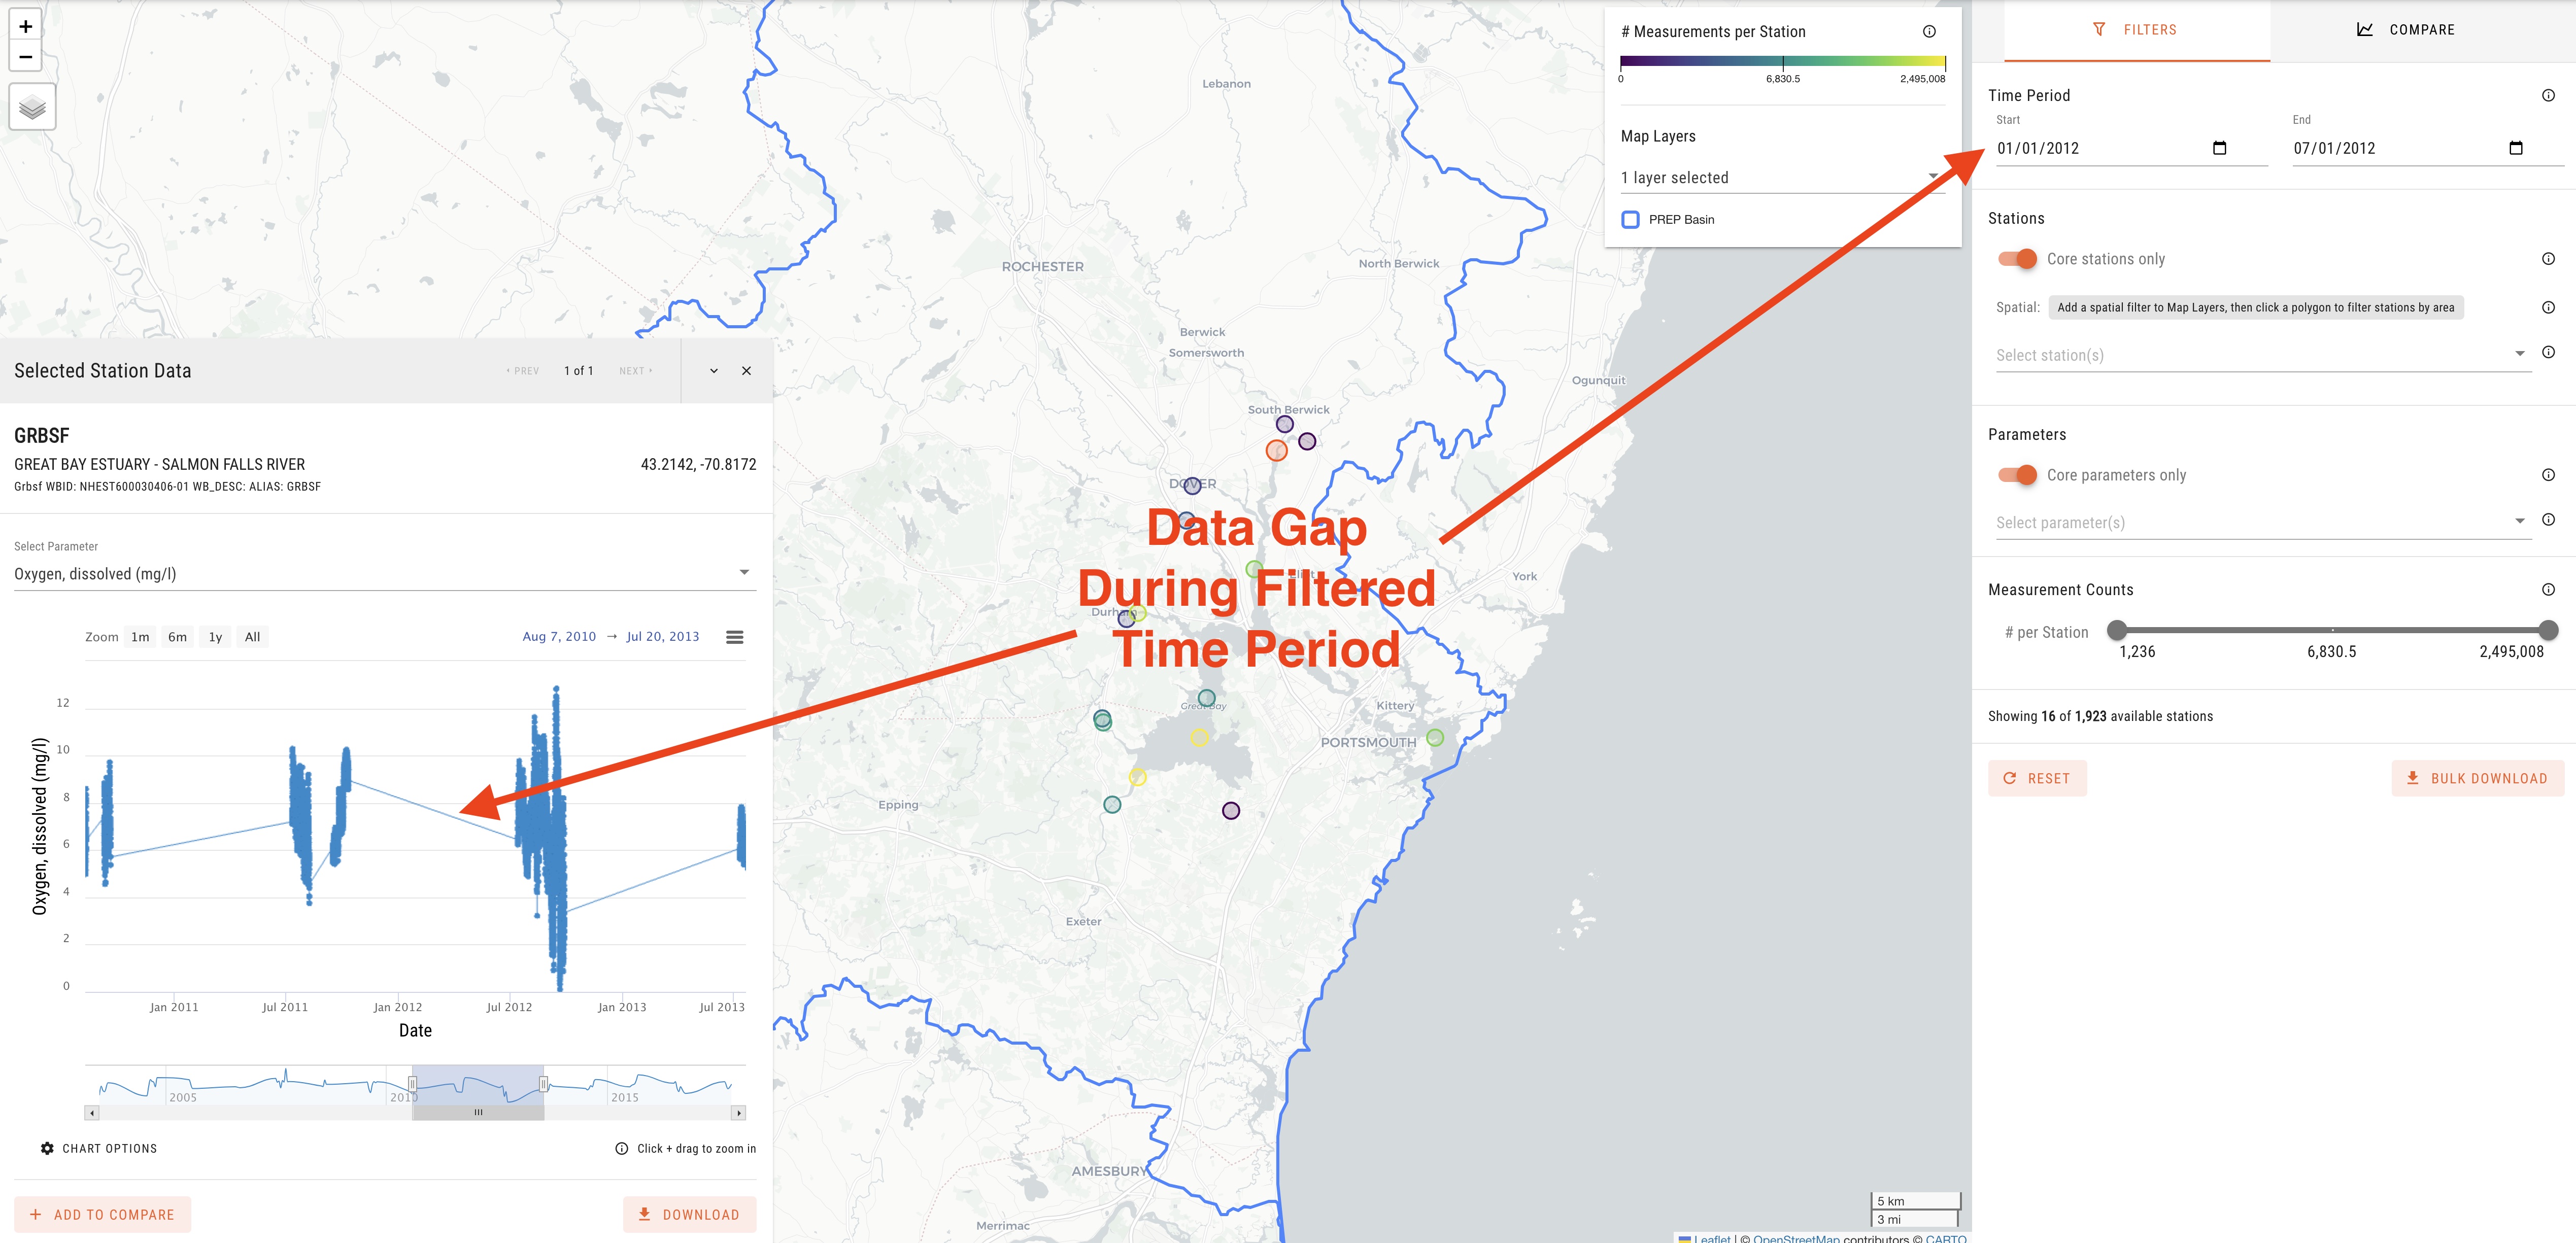 +
−
# Measurements per Station
0
6,830.5
2,495,008
Map Layers
1 layer selected
PREP Basin
FILTERS
COMPARE
Time Period
Start
End
01/01/2012
07/01/2012
Stations
Core stations only
Spatial: Add a spatial filter to Map Layers, then click a polygon to filter stations by area
Select station(s)
Parameters
Core parameters only
Select parameter(s)
Measurement Counts
# per Station
1,236
6,830.5
2,495,008
Showing 16 of 1,923 available stations
RESET
BULK DOWNLOAD
Lebanon
ROCHESTER
North Berwick
Berwick
Somersworth
Ogunquit
South Berwick
DOVER
Data Gap
During Filtered
Time Period
York
Kittery
PORTSMOUTH
Great Bay
Epping
Exeter
AMESBURY
Merrimac
5 km
3 mi
Leaflet | © OpenStreetMap contributors © CARTO
Selected Station Data
PREV
1 of 1
NEXT
GRBSF
GREAT BAY ESTUARY - SALMON FALLS RIVER
43.2142, -70.8172
Grbsf WBID: NHEST600030406-01 WB_DESC: ALIAS: GRBSF
Select Parameter
Oxygen, dissolved (mg/l)
Zoom 1m 6m 1y All
Aug 7, 2010 → Jul 20, 2013
Oxygen, dissolved (mg/l)
12
10
8
6
4
2
0
Jan 2011
Jul 2011
Jan 2012
Jul 2012
Jan 2013
Jul 2013
Date
2005
2010
2015
CHART OPTIONS
Click + drag to zoom in
+ ADD TO COMPARE
DOWNLOAD